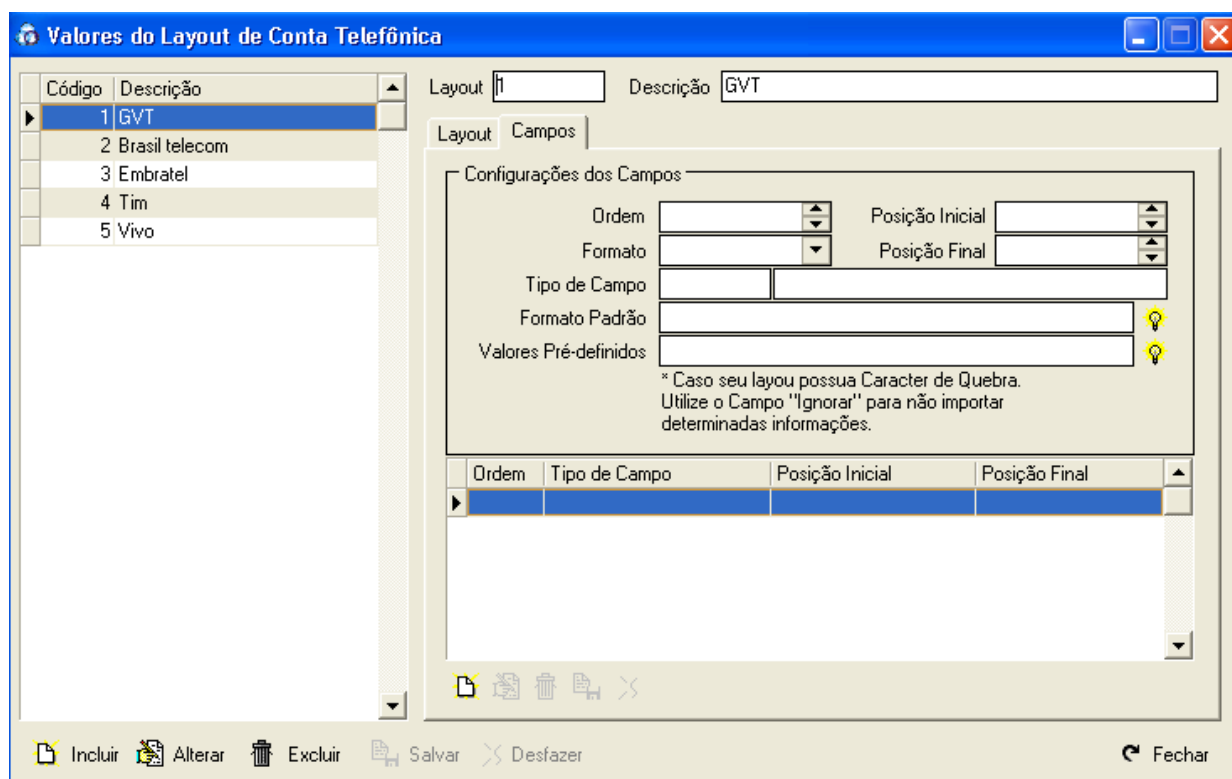 Valores do Layout de Conta Telefônica
Código Descrição
1 GVT
2 Brasil telecom
3 Embratel
4 Tim
5 Vivo
Layout 1 Descrição GVT
Layout Campos
Configurações dos Campos
Ordem Posição Inicial
Formato Posição Final
Tipo de Campo
Formato Padrão
Valores Pré-definidos
* Caso seu layou possua Caracter de Quebra.
Utilize o Campo "Ignorar" para não importar
determinadas informações.
Ordem Tipo de Campo Posição Inicial Posição Final
Incluir Alterar Excluir Salvar Desfazer Fechar